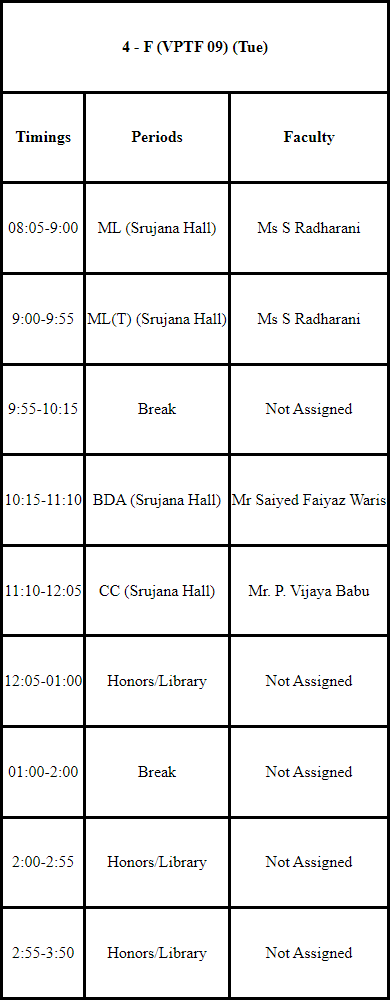 4 - F (VPTF 09) (Tue)
Timings Periods Faculty
08:05-9:00 ML (Srujana Hall) Ms S Radharani
9:00-9:55 ML(T) (Srujana Hall) Ms S Radharani
9:55-10:15 Break Not Assigned
10:15-11:10 BDA (Srujana Hall) Mr Saiyed Faiyaz Waris
11:10-12:05 CC (Srujana Hall) Mr. P. Vijaya Babu
12:05-01:00 Honors/Library Not Assigned
01:00-2:00 Break Not Assigned
2:00-2:55 Honors/Library Not Assigned
2:55-3:50 Honors/Library Not Assigned